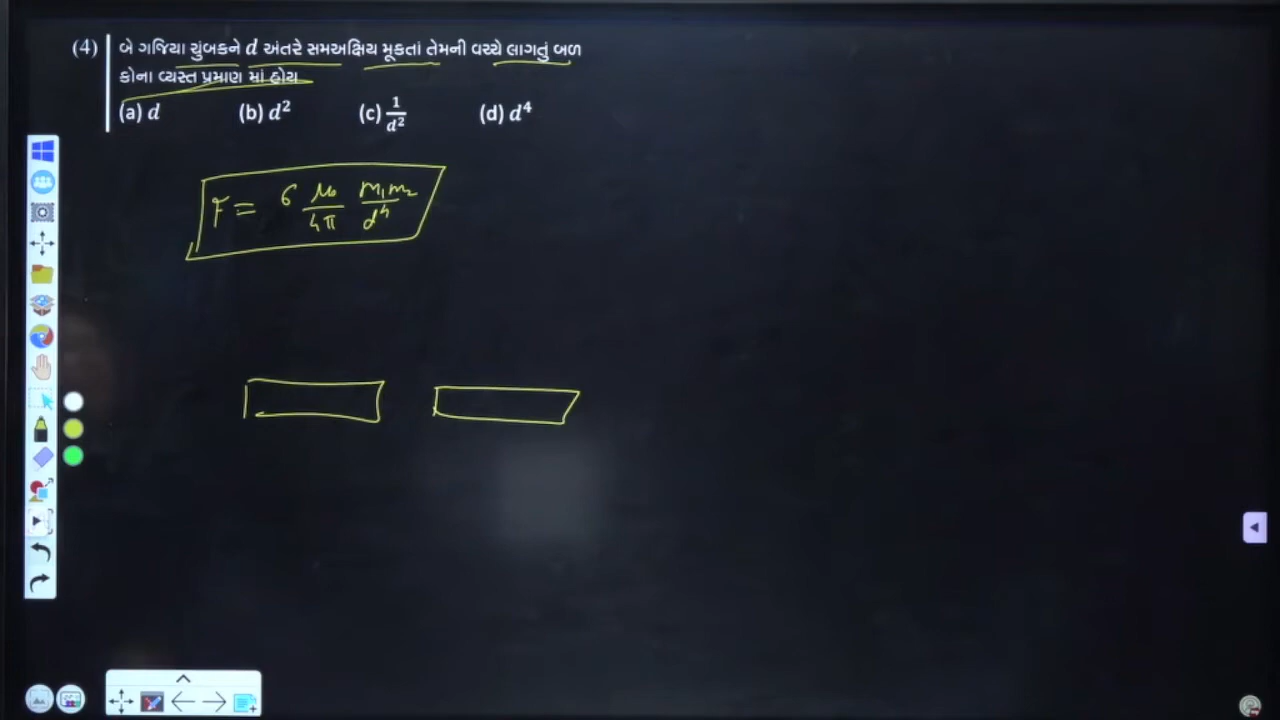 (4) બે ગજિયા ચુંબકને d અંતરે સમઅક્ષિય મૂકતાં તેમની વચ્ચે લાગતું બળ
કોના વ્યસ્ત પ્રમાણ માં હોય
(a) d (b) d² (c) 1/d² (d) d⁴
F = 6 μ₀/4π m₁m₂/d⁴